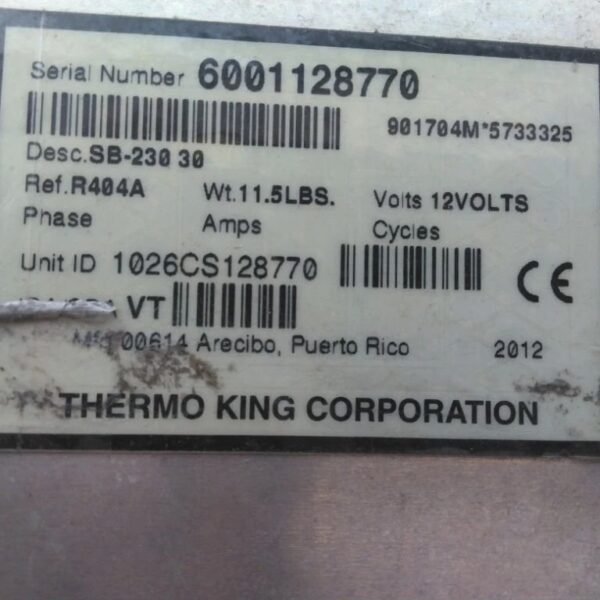 Serial Number 6001128770
901704M*5733325
Desc.SB-230 30
Ref.R404A Wt.11.5LBS. Volts 12VOLTS
Phase Amps Cycles
Unit ID 1026CS128770 CE
VT
00614 Arecibo, Puerto Rico 2012
THERMO KING CORPORATION